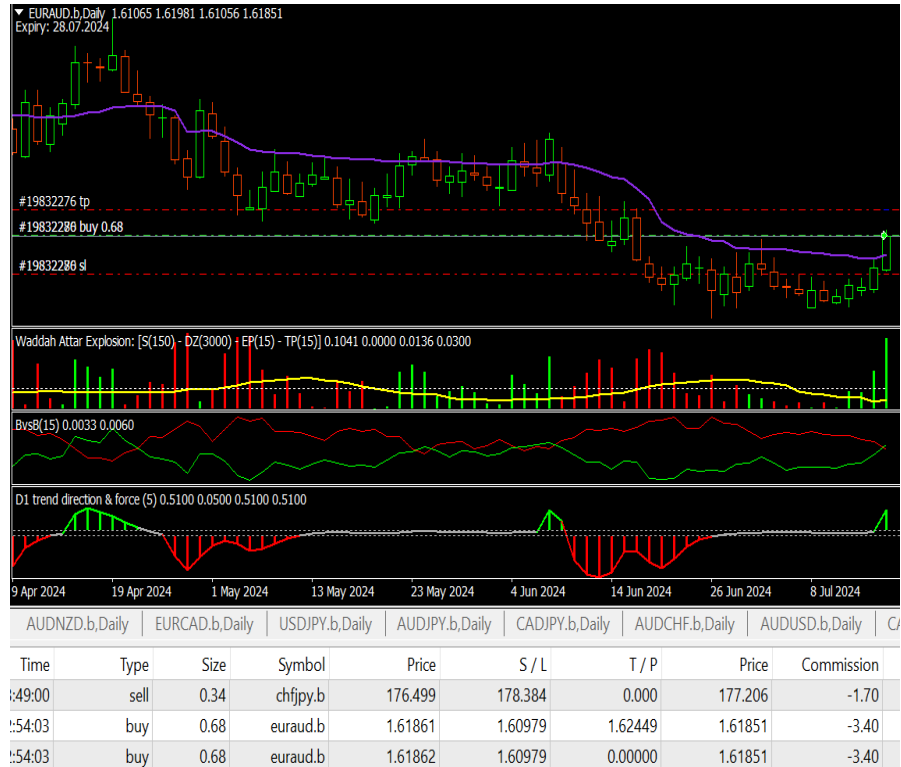 EURAUD.b,Daily 1.61065 1.61981 1.61056 1.61851
Expiry: 28.07.2024
#19832276 tp
buy 0.68
sl
Waddah Attar Explosion: [S(150) - DZ(3000) - EP(15) - TP(15)] 0.1041 0.0000 0.0136 0.0300
BvsB(15) 0.0033 0.0060
D1 trend direction & force (5) 0.5100 0.0500 0.5100 0.5100
9 Apr 2024 19 Apr 2024 1 May 2024 13 May 2024 23 May 2024 4 Jun 2024 14 Jun 2024 26 Jun 2024 8 Jul 2024
AUDNZD.b,Daily EURCAD.b,Daily USDJPY.b,Daily AUDJPY.b,Daily CADJPY.b,Daily AUDCHF.b,Daily AUDUSD.b,Daily
Time Type Size Symbol Price S / L T / P Price Commission
:49:00 sell 0.34 chfjpy.b 176.499 178.384 0.000 177.206 -1.70
:54:03 buy 0.68 euraud.b 1.61861 1.60979 1.62449 1.61851 -3.40
:54:03 buy 0.68 euraud.b 1.61862 1.60979 0.00000 1.61851 -3.40